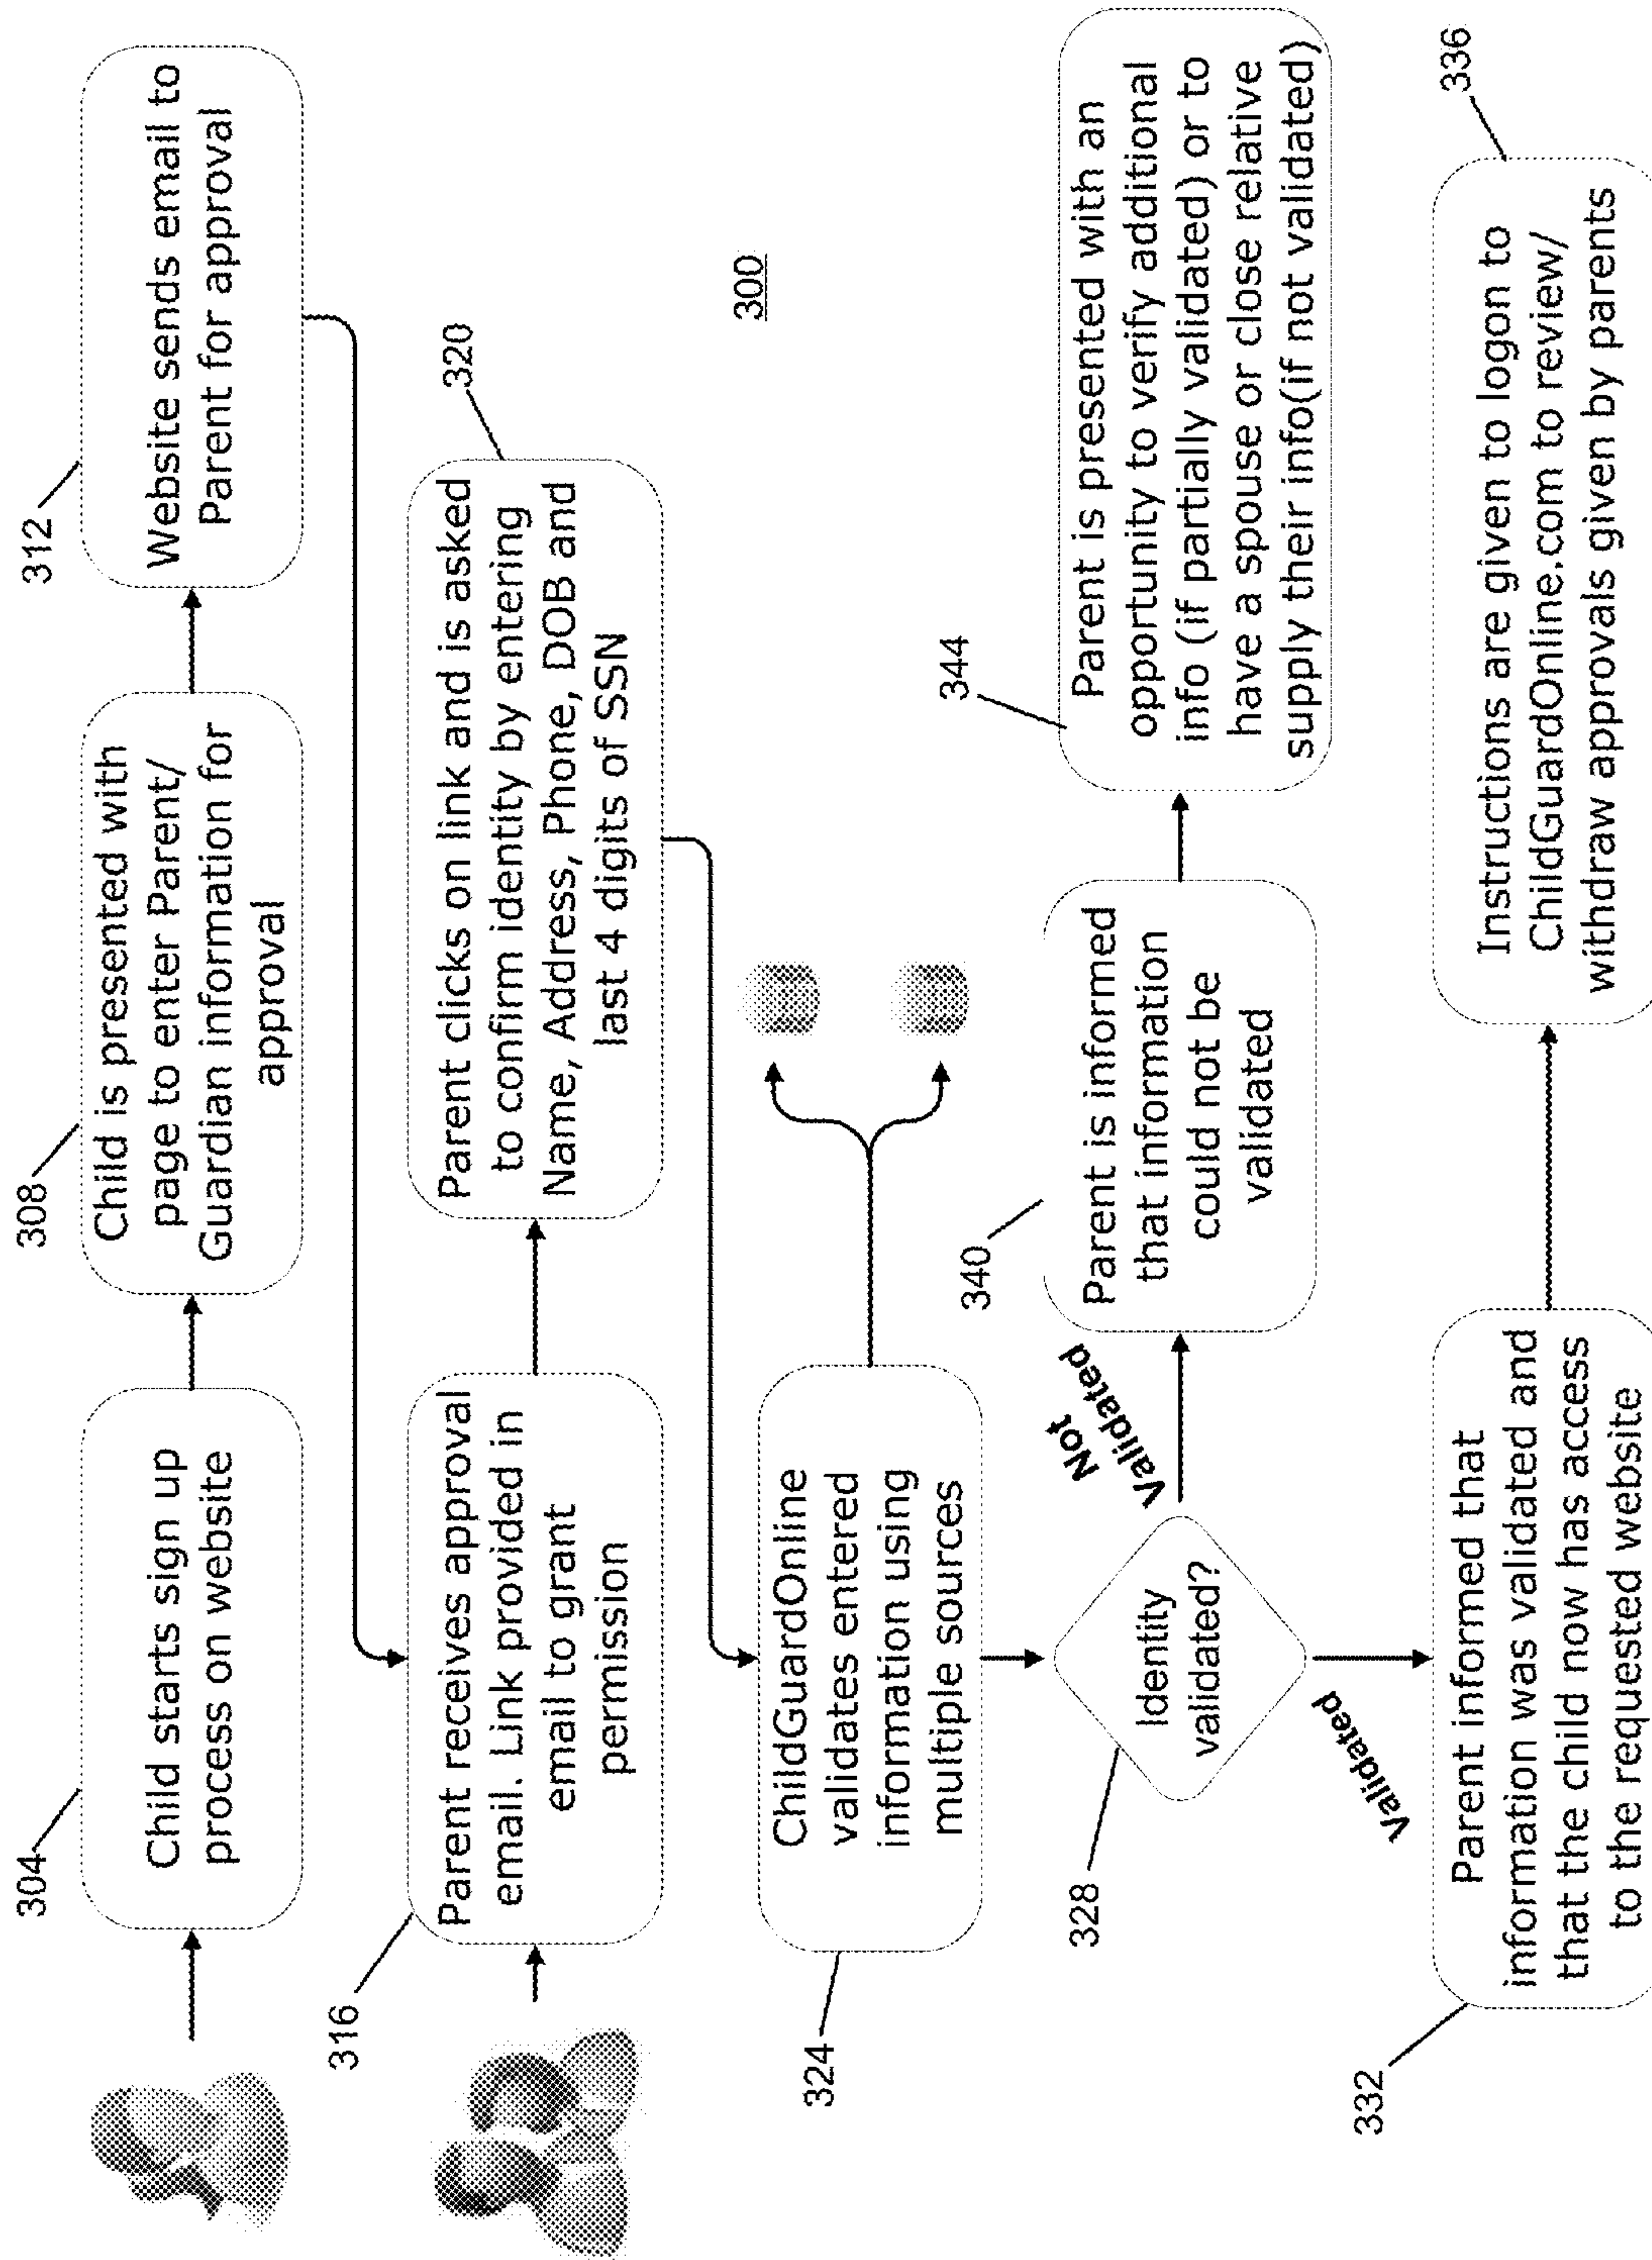 304
Child starts sign up
process on website
308
Child is presented with
page to enter Parent/
Guardian information for
approval
312
Website sends email to
Parent for approval
316
Parent receives approval
email. Link provided in
email to grant
permission
320
Parent clicks on link and is asked
to confirm identity by entering
Name, Address, Phone, DOB and
last 4 digits of SSN
300
324
ChildGuardOnline
validates entered
information using
multiple sources
328
Identity
validated?
Not
Validated
340
Parent is informed
that information
could not be
validated
344
Parent is presented with an
opportunity to verify additional
info (if partially validated) or to
have a spouse or close relative
supply their info(if not validated)
Validated
332
Parent informed that
information was validated and
that the child now has access
to the requested website
336
Instructions are given to logon to
ChildGuardOnline.com to review/
withdraw approvals given by parents